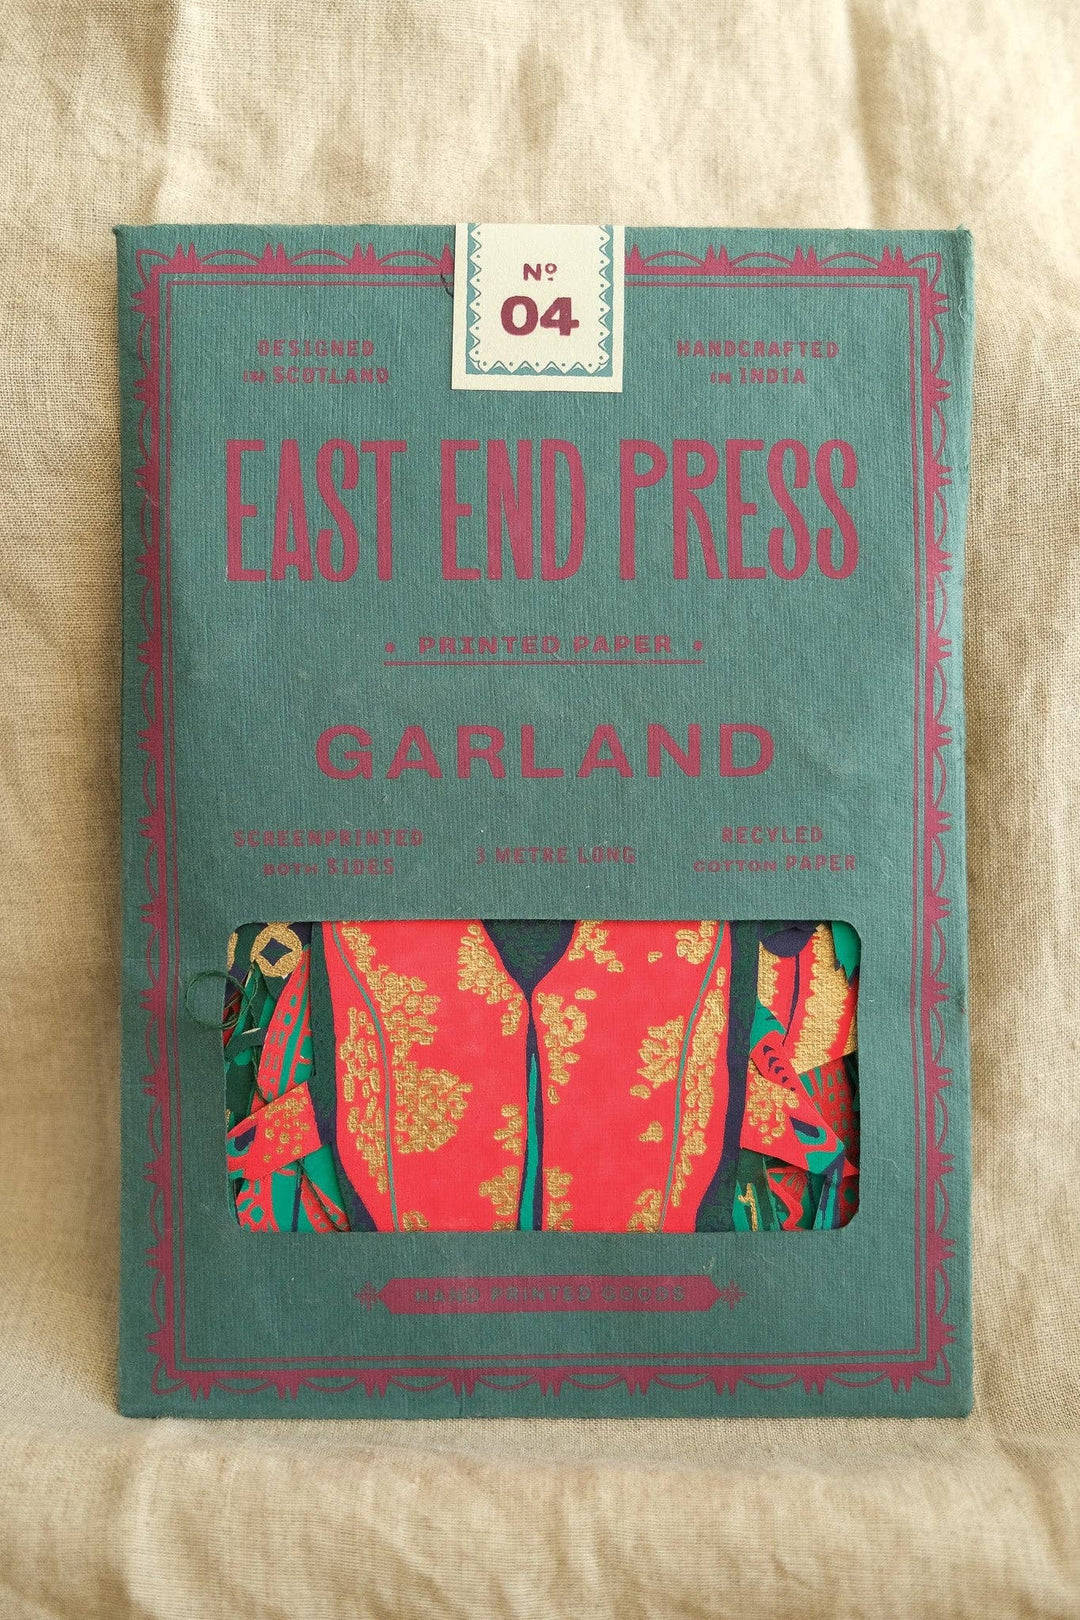 Nº
04
DESIGNED
IN SCOTLAND
HANDCRAFTED
IN INDIA
EAST END PRESS
• PRINTED PAPER •
GARLAND
SCREENPRINTED
BOTH SIDES
3 METRE LONG
RECYLED
COTTON PAPER
HAND PRINTED GOODS